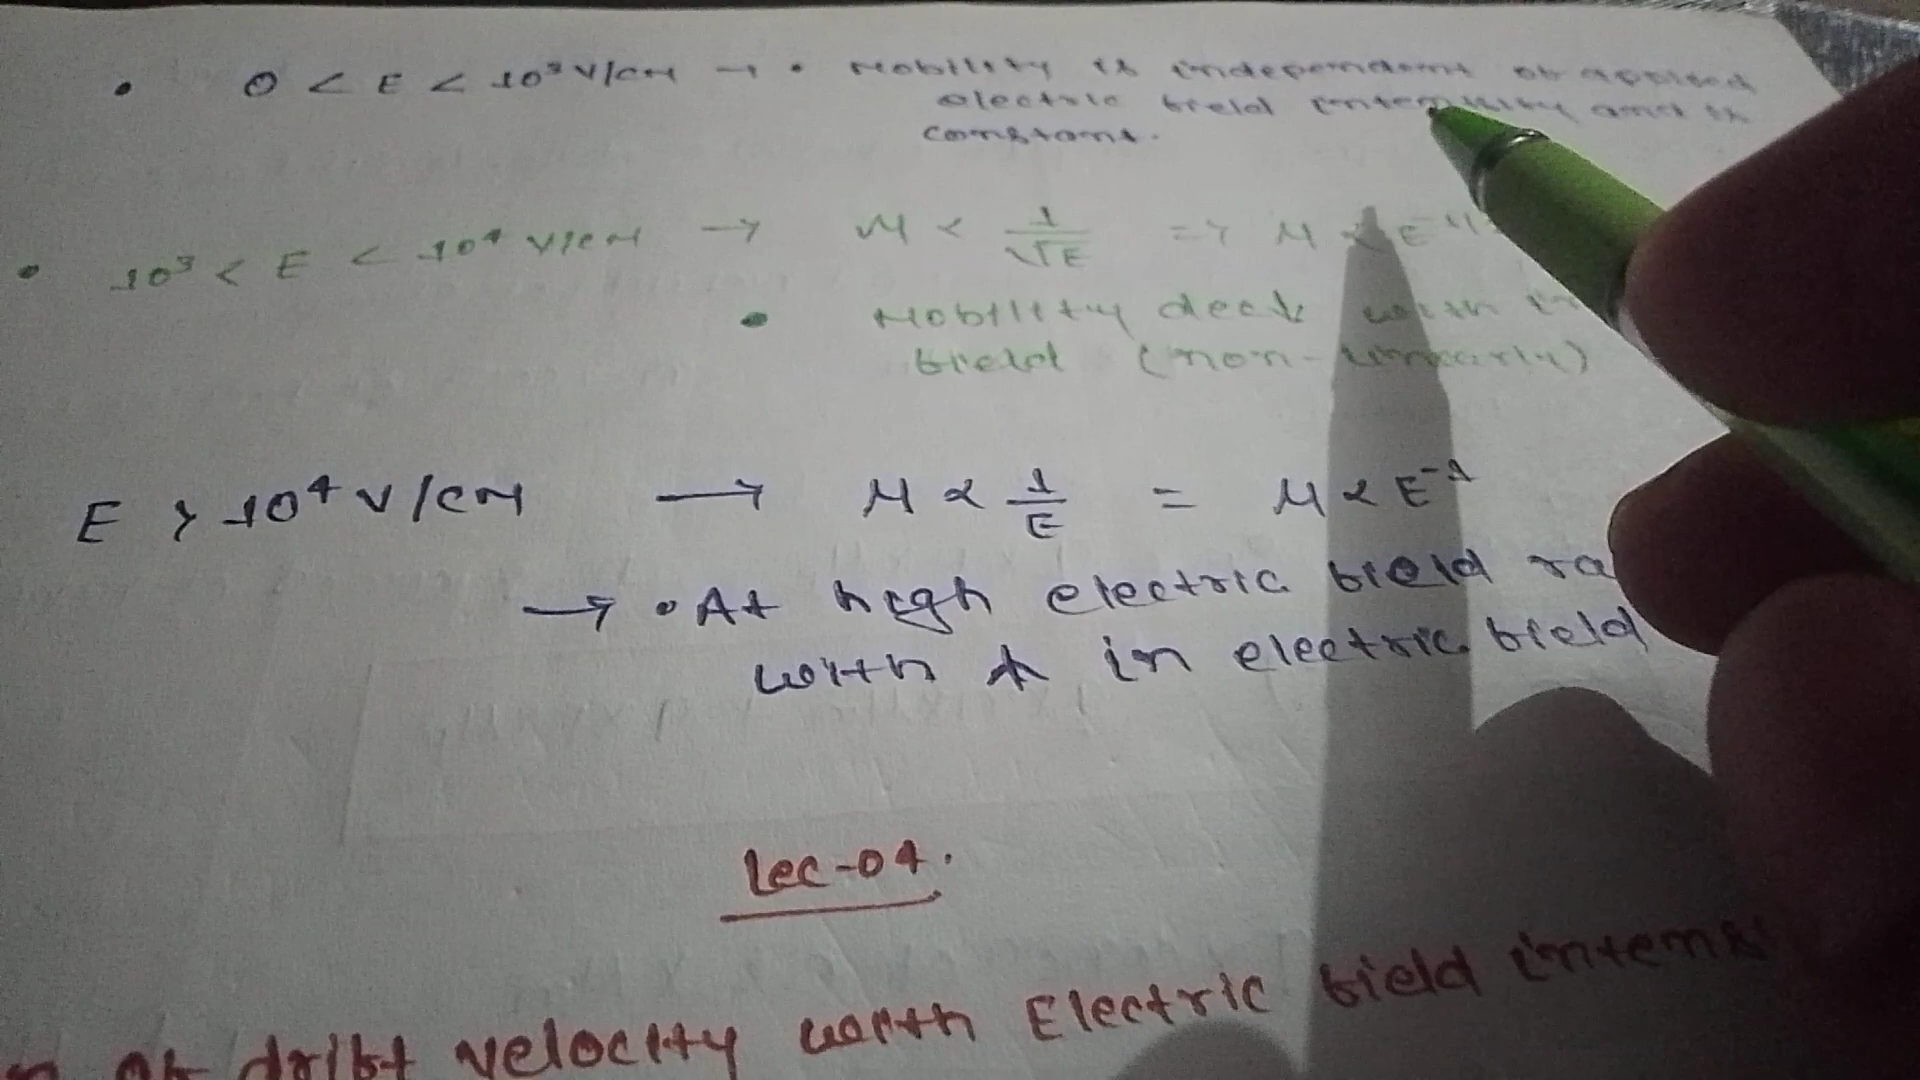 • 0 < E < 10³ V/cm → • Mobility is independent of applied
electric field intensity and is
constant.
• 10³ < E < 10⁴ V/cm → μ ∝ 1/√E => μ ∝ E
• Mobility decr with
field (non-linearly)
E > 10⁴ V/cm → μ ∝ 1/E = μ ∝ E⁻¹
→ • At high electric field ra
with ↑ in electric field
Lec-04.
of drift velocity with Electric field intens